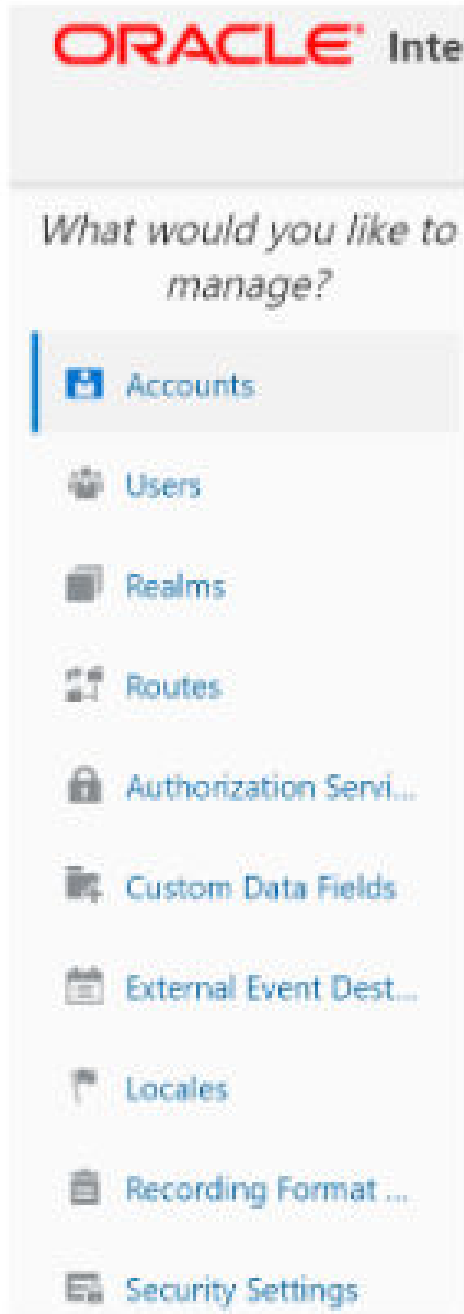 ORACLE Inte
What would you like to
manage?
Accounts
Users
Realms
Routes
Authorization Servi...
Custom Data Fields
External Event Dest...
Locales
Recording Format ...
Security Settings